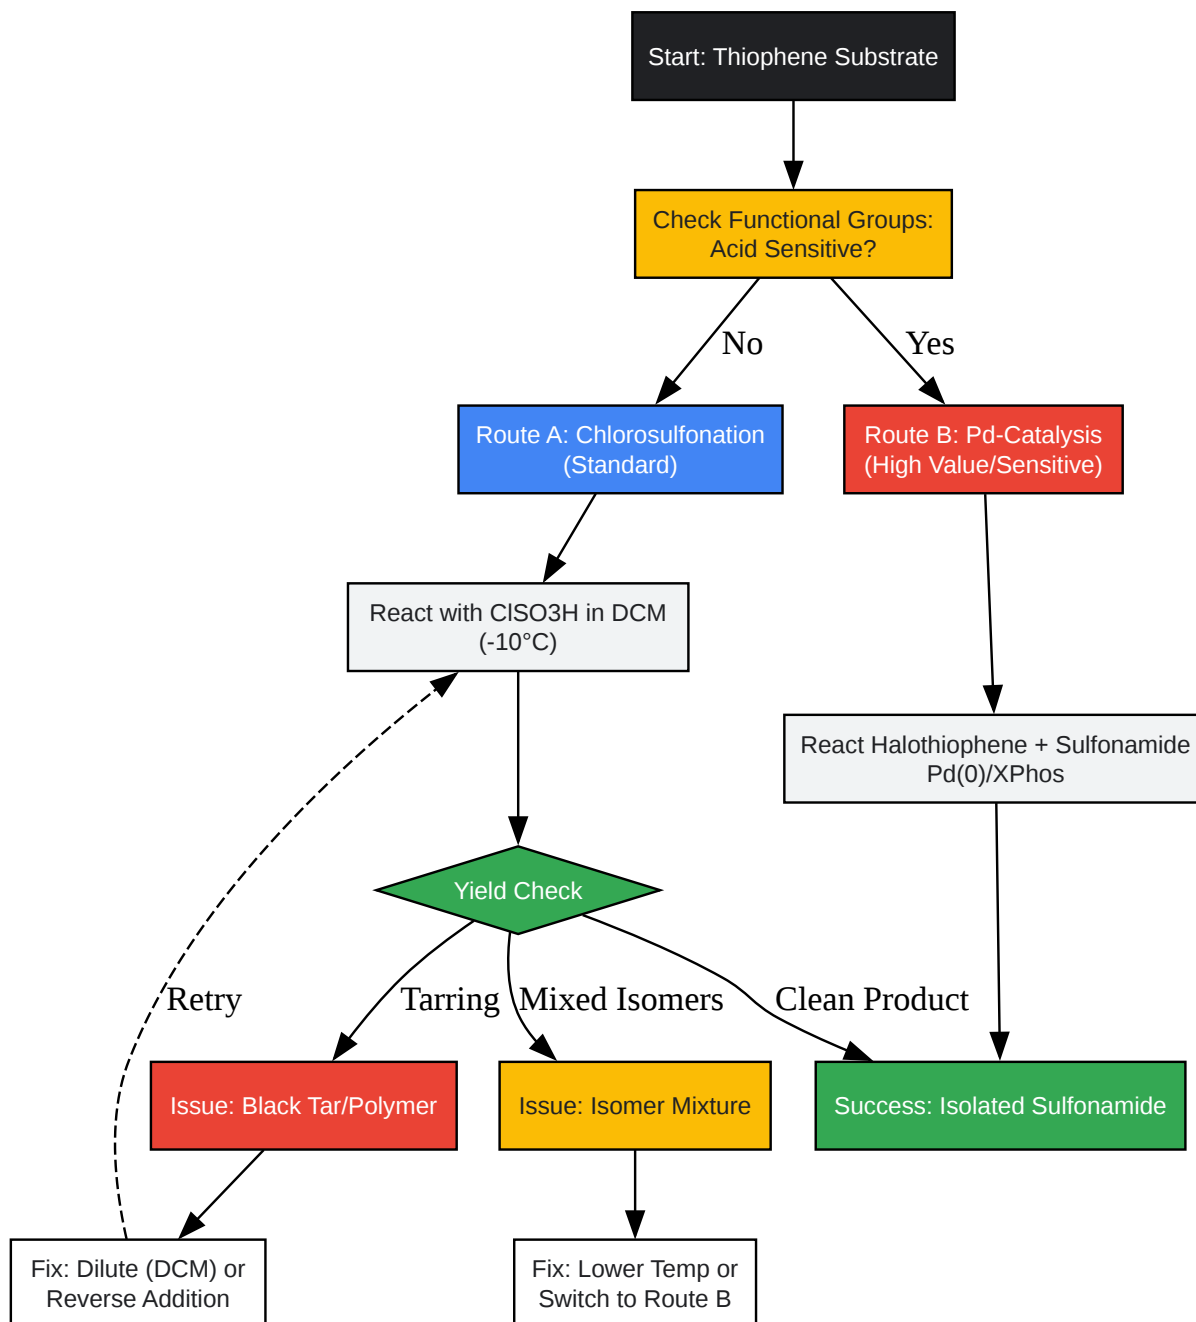 Start: Thiophene Substrate
Check Functional Groups:
Acid Sensitive?
No
Yes
Route A: Chlorosulfonation
(Standard)
Route B: Pd-Catalysis
(High Value/Sensitive)
React with ClSO3H in DCM
(-10°C)
React Halothiophene + Sulfonamide
Pd(0)/XPhos
Yield Check
Retry
Tarring
Mixed Isomers
Clean Product
Issue: Black Tar/Polymer
Issue: Isomer Mixture
Success: Isolated Sulfonamide
Fix: Dilute (DCM) or
Reverse Addition
Fix: Lower Temp or
Switch to Route B